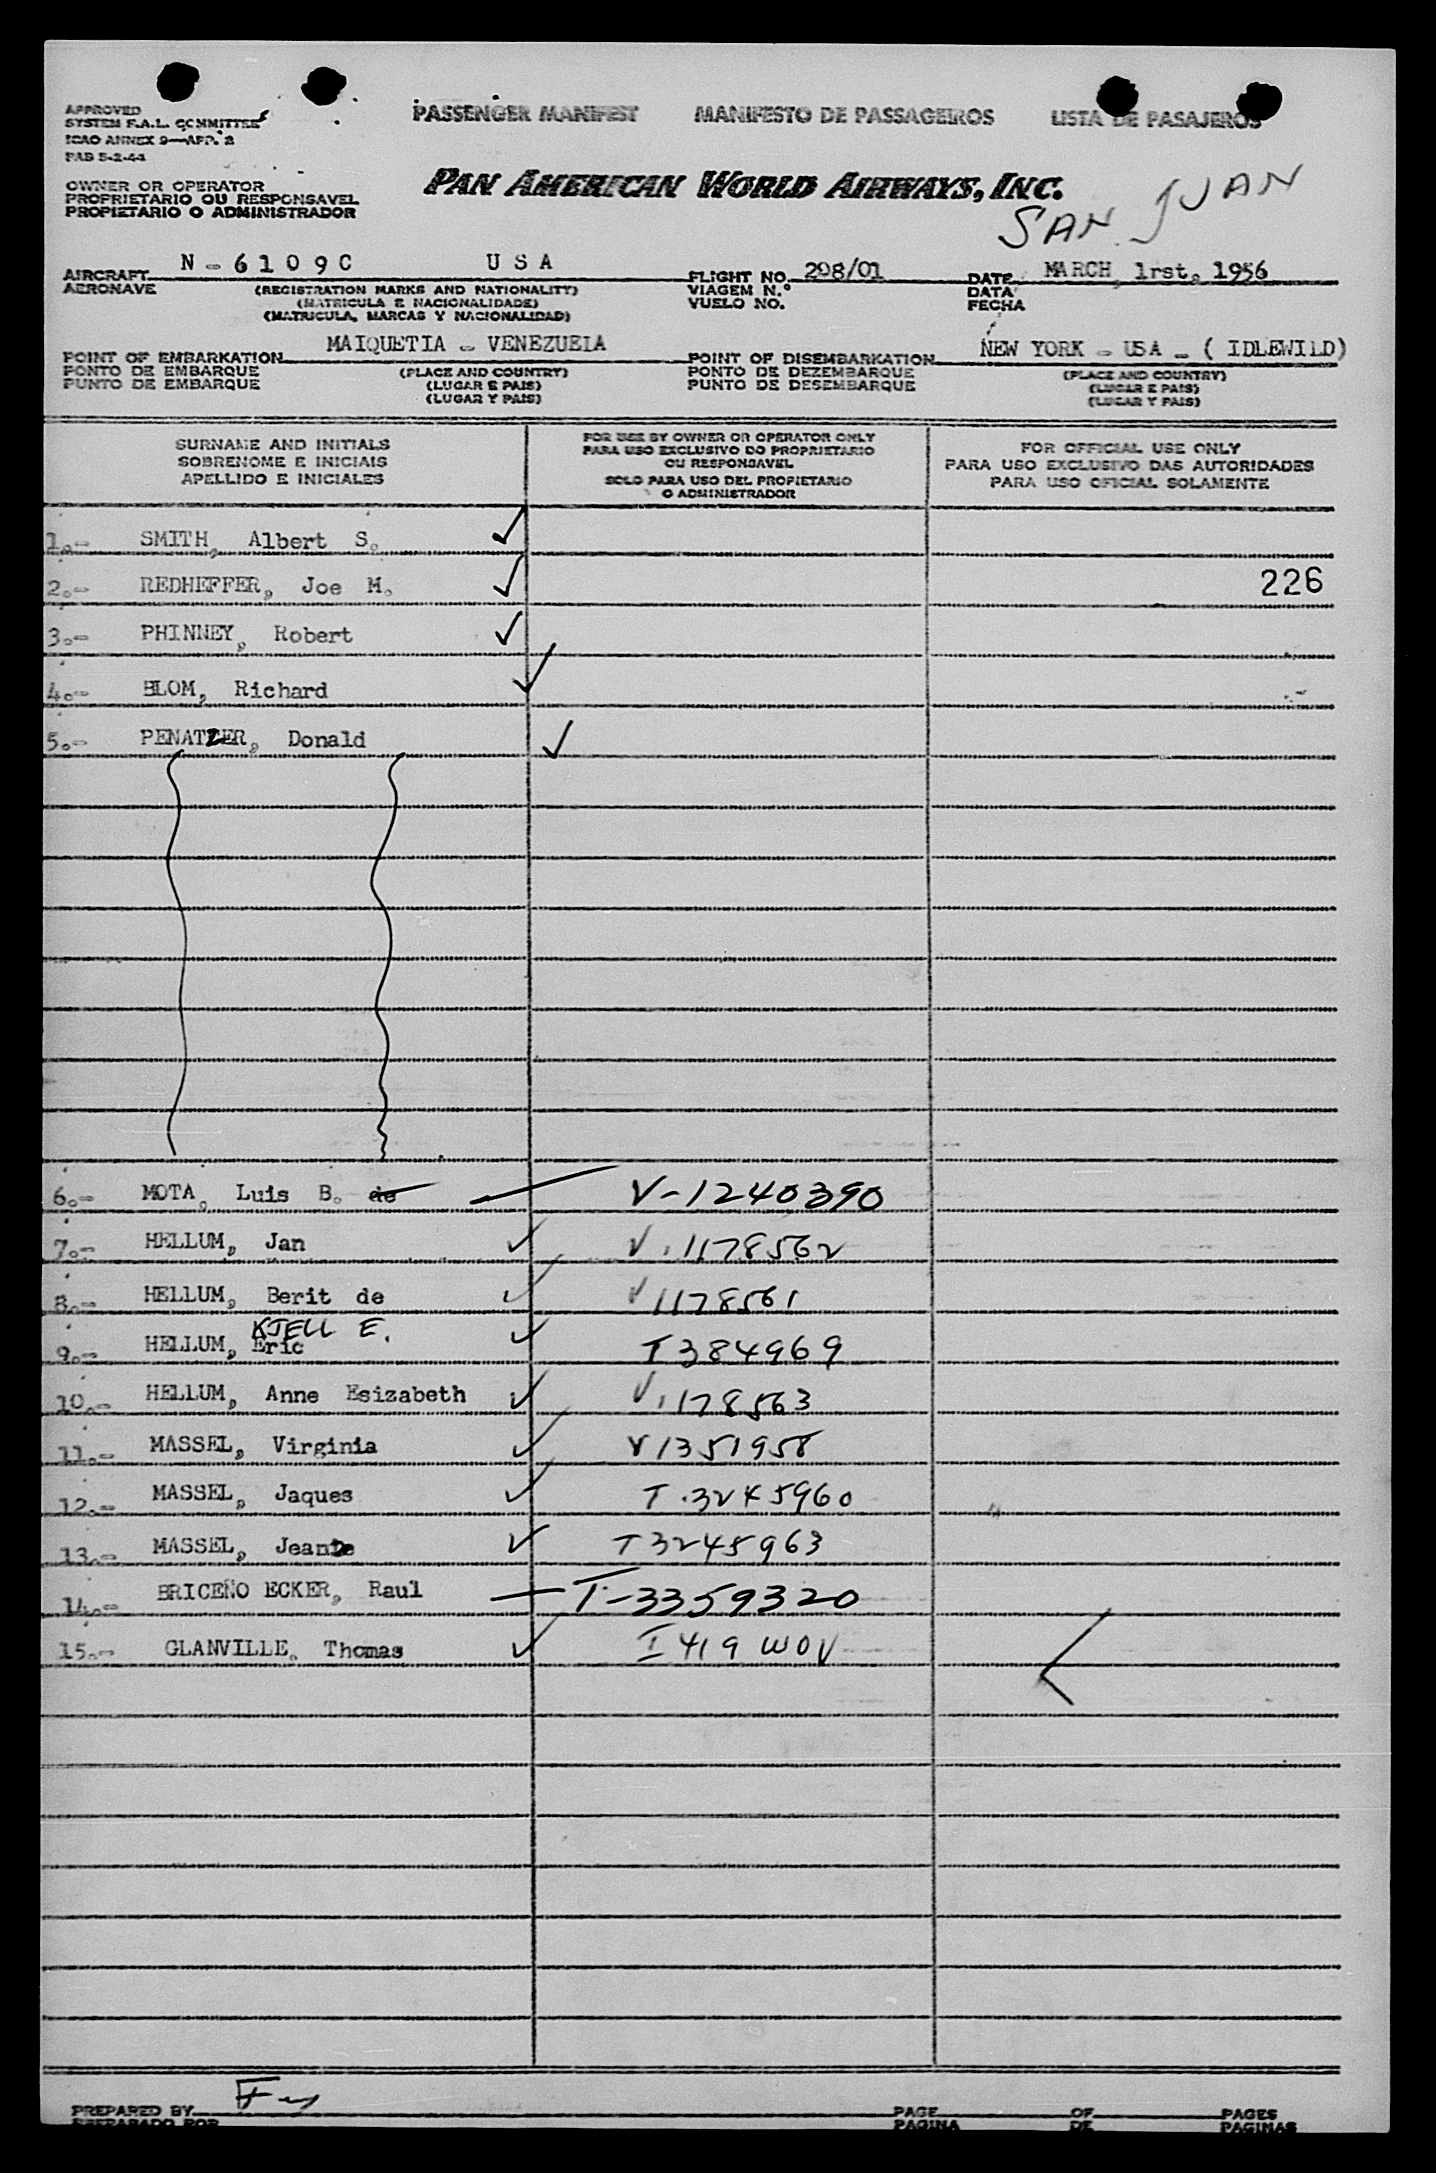 APPROVED
SYSTEM F.A.L. COMMITTEE
ICAO ANNEX 9—APP. 2
PAB 5-2-44
PASSENGER MANIFEST MANIFESTO DE PASSAGEIROS LISTA DE PASAJEROS
OWNER OR OPERATOR
PROPRIETARIO OU RESPONSAVEL
PROPIETARIO O ADMINISTRADOR
PAN AMERICAN WORLD AIRWAYS, INC.
SAN JUAN
AIRCRAFT N-6109C USA FLIGHT NO. 208/01 DATE MARCH, 1rst, 1956
AERONAVE (REGISTRATION MARKS AND NATIONALITY) VIAGEM N.º DATA
(MATRICULA E NACIONALIDADE) VUELO NO. FECHA
(MATRICULA, MARCAS Y NACIONALIDAD)
POINT OF EMBARKATION MAIQUETIA - VENEZUEIA POINT OF DISEMBARKATION NEW YORK - USA - ( IDLEWILD)
PONTO DE EMBARQUE (PLACE AND COUNTRY) PONTO DE DEZEMBARQUE (PLACE AND COUNTRY)
PUNTO DE EMBARQUE (LUGAR E PAIS) PUNTO DE DESEMBARQUE (LUGAR E PAIS)
(LUGAR Y PAIS) (LUGAR Y PAIS)
SURNAME AND INITIALS
SOBRENOME E INICIAIS
APELLIDO E INICIALES
FOR USE BY OWNER OR OPERATOR ONLY
PARA USO EXCLUSIVO DO PROPRIETARIO
OU RESPONSAVEL
SOLO PARA USO DEL PROPIETARIO
O ADMINISTRADOR
FOR OFFICIAL USE ONLY
PARA USO EXCLUSIVO DAS AUTORIDADES
PARA USO OFICIAL SOLAMENTE
1.- SMITH, Albert S. ✓
2.- REDHEFFER, Joe M. ✓ 226
3.- PHINNEY, Robert ✓
4.- BLOM, Richard ✓
5.- PENATZER, Donald ✓
6.- MOTA, Luis B. de V-1240390
7.- HELLUM, Jan ✓ V.1178562
8.- HELLUM, Berit de ✓ V1178561
KJELL E.
9.- HELLUM, Eric ✓ T384969
10.- HELLUM, Anne Esizabeth ✓ V1178563
11.- MASSEL, Virginia ✓ V1351958
12.- MASSEL, Jaques ✓ T.3245960
13.- MASSEL, Jeante ✓ T3245963
14.- BRICEÑO ECKER, Raul T-3359320
15.- GLANVILLE, Thomas ✓ I419 WOV
PREPARED BY PAGE OF PAGES
PREPARADO POR PAGINA DE PAGINAS